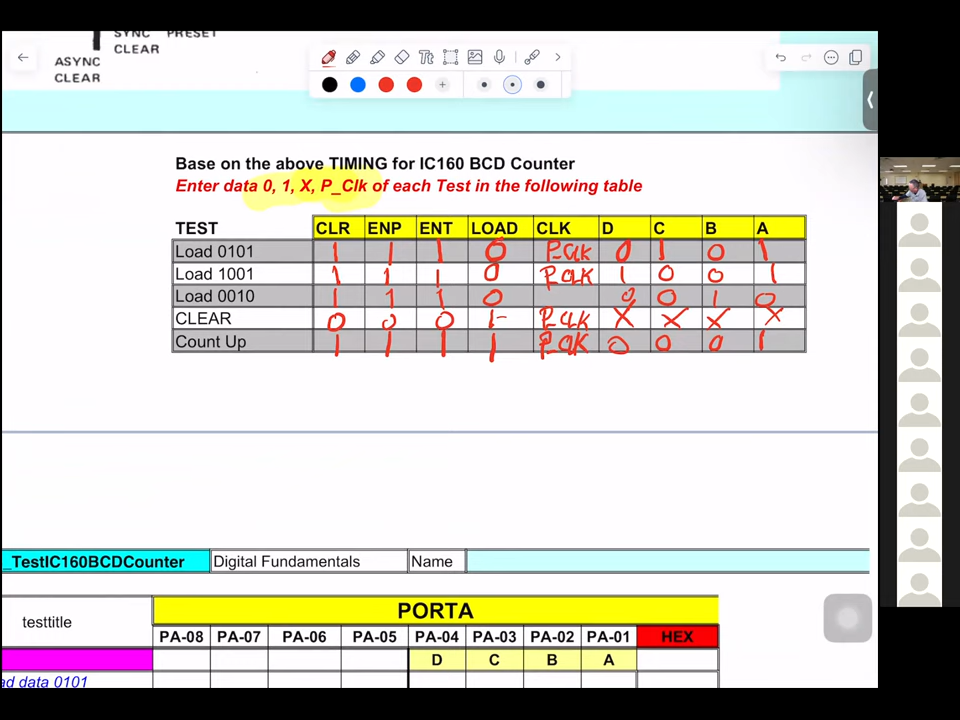 SYNC PRESET
CLEAR
ASYNC
CLEAR
Base on the above TIMING for IC160 BCD Counter
Enter data 0, 1, X, P_Clk of each Test in the following table
TEST CLR ENP ENT LOAD CLK D C B A
Load 0101 1 1 1 0 P_CLK 0 1 0 1
Load 1001 1 1 1 0 P_CLK 1 0 0 1
Load 0010 1 1 1 0 0 0 1 0
CLEAR 0 0 0 1 P_CLK X X X X
Count Up 1 1 1 1 P_CLK 0 0 0 1
_TestIC160BCDCounter Digital Fundamentals Name
testtitle
PORTA
PA-08 PA-07 PA-06 PA-05 PA-04 PA-03 PA-02 PA-01 HEX
D C B A
ad data 0101